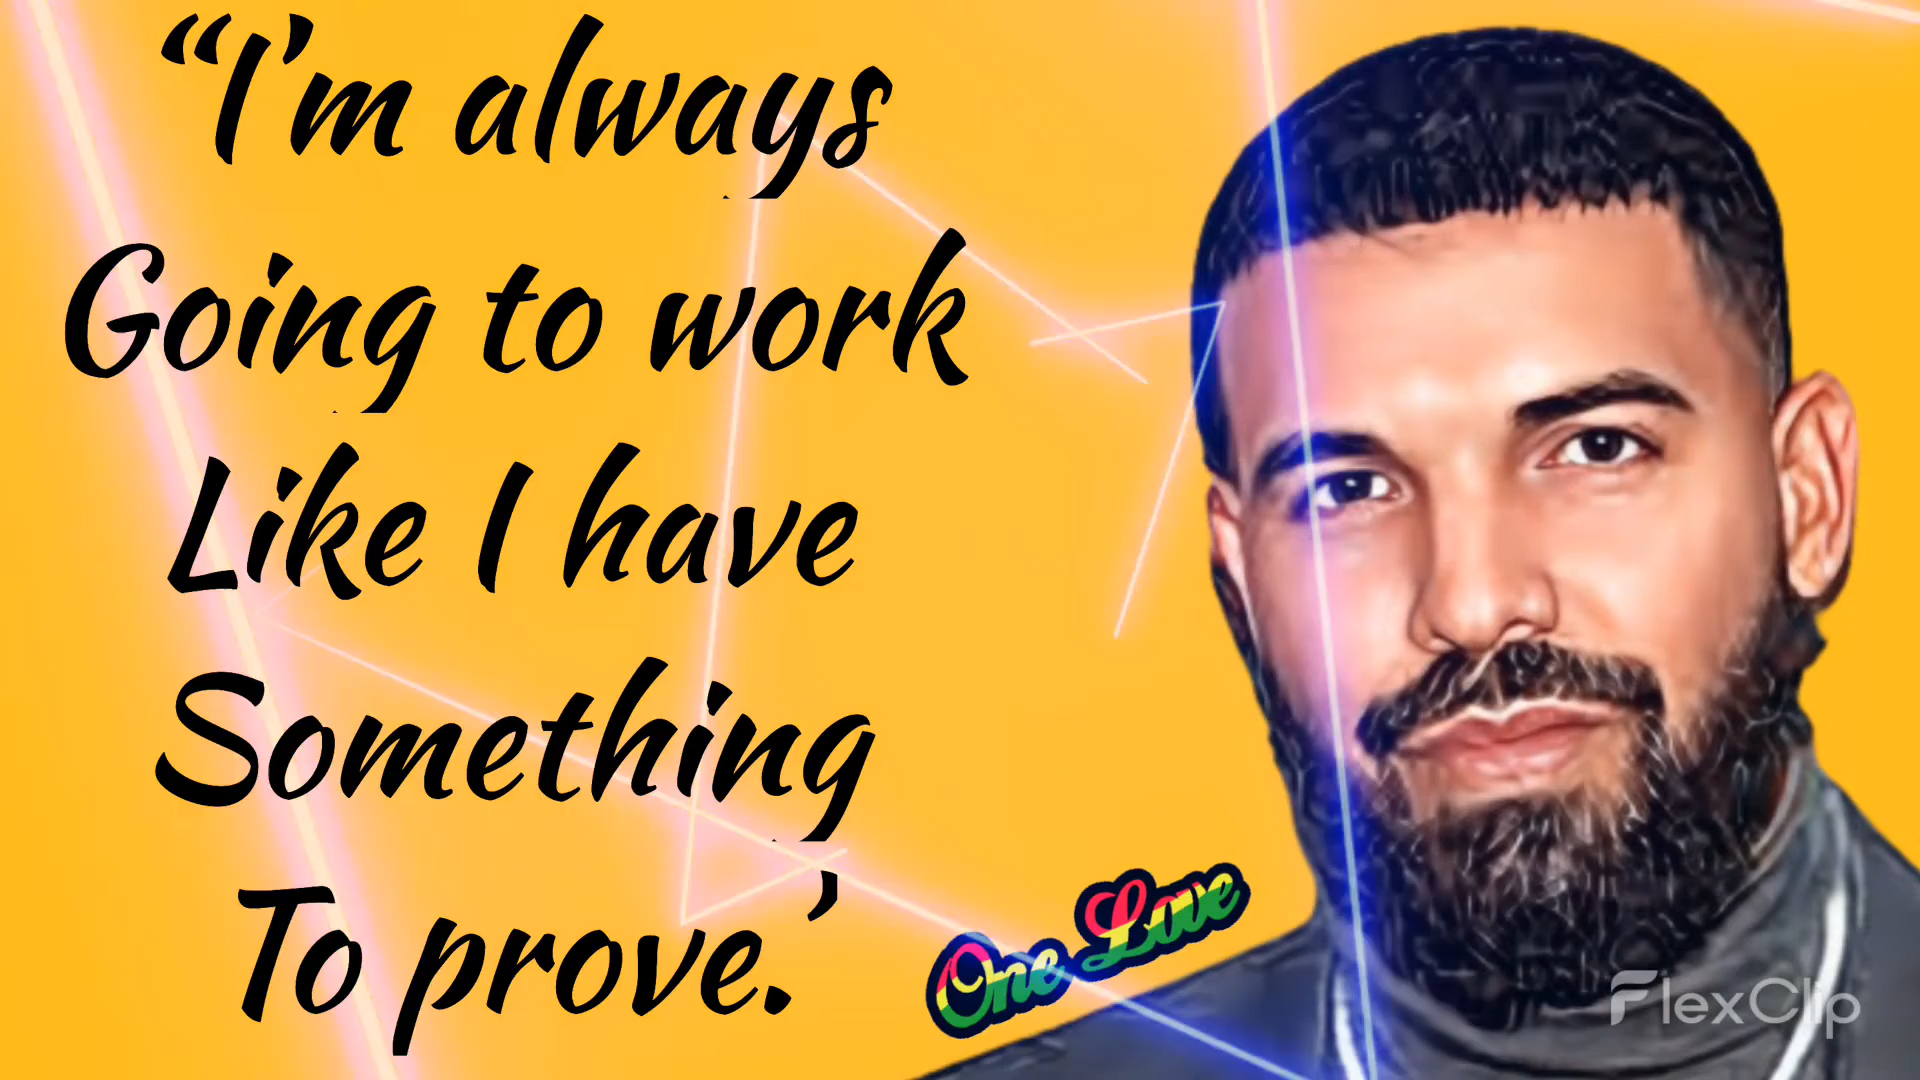 “I'm always
Going to work
Like I have
Something
To prove.’
One Love
FlexClip